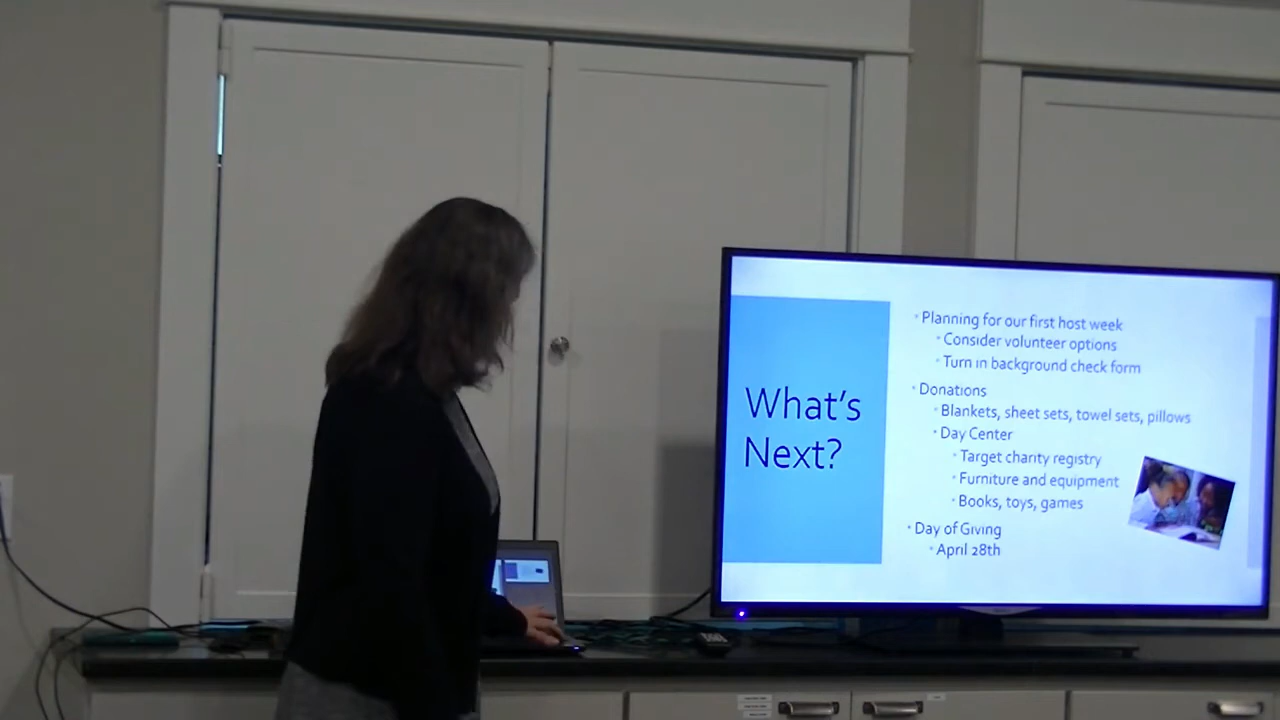 What's
Next?
Planning for our first host week
Consider volunteer options
Turn in background check form
Donations
Blankets, sheet sets, towel sets, pillows
Day Center
Target charity registry
Furniture and equipment
Books, toys, games
Day of Giving
April 28th